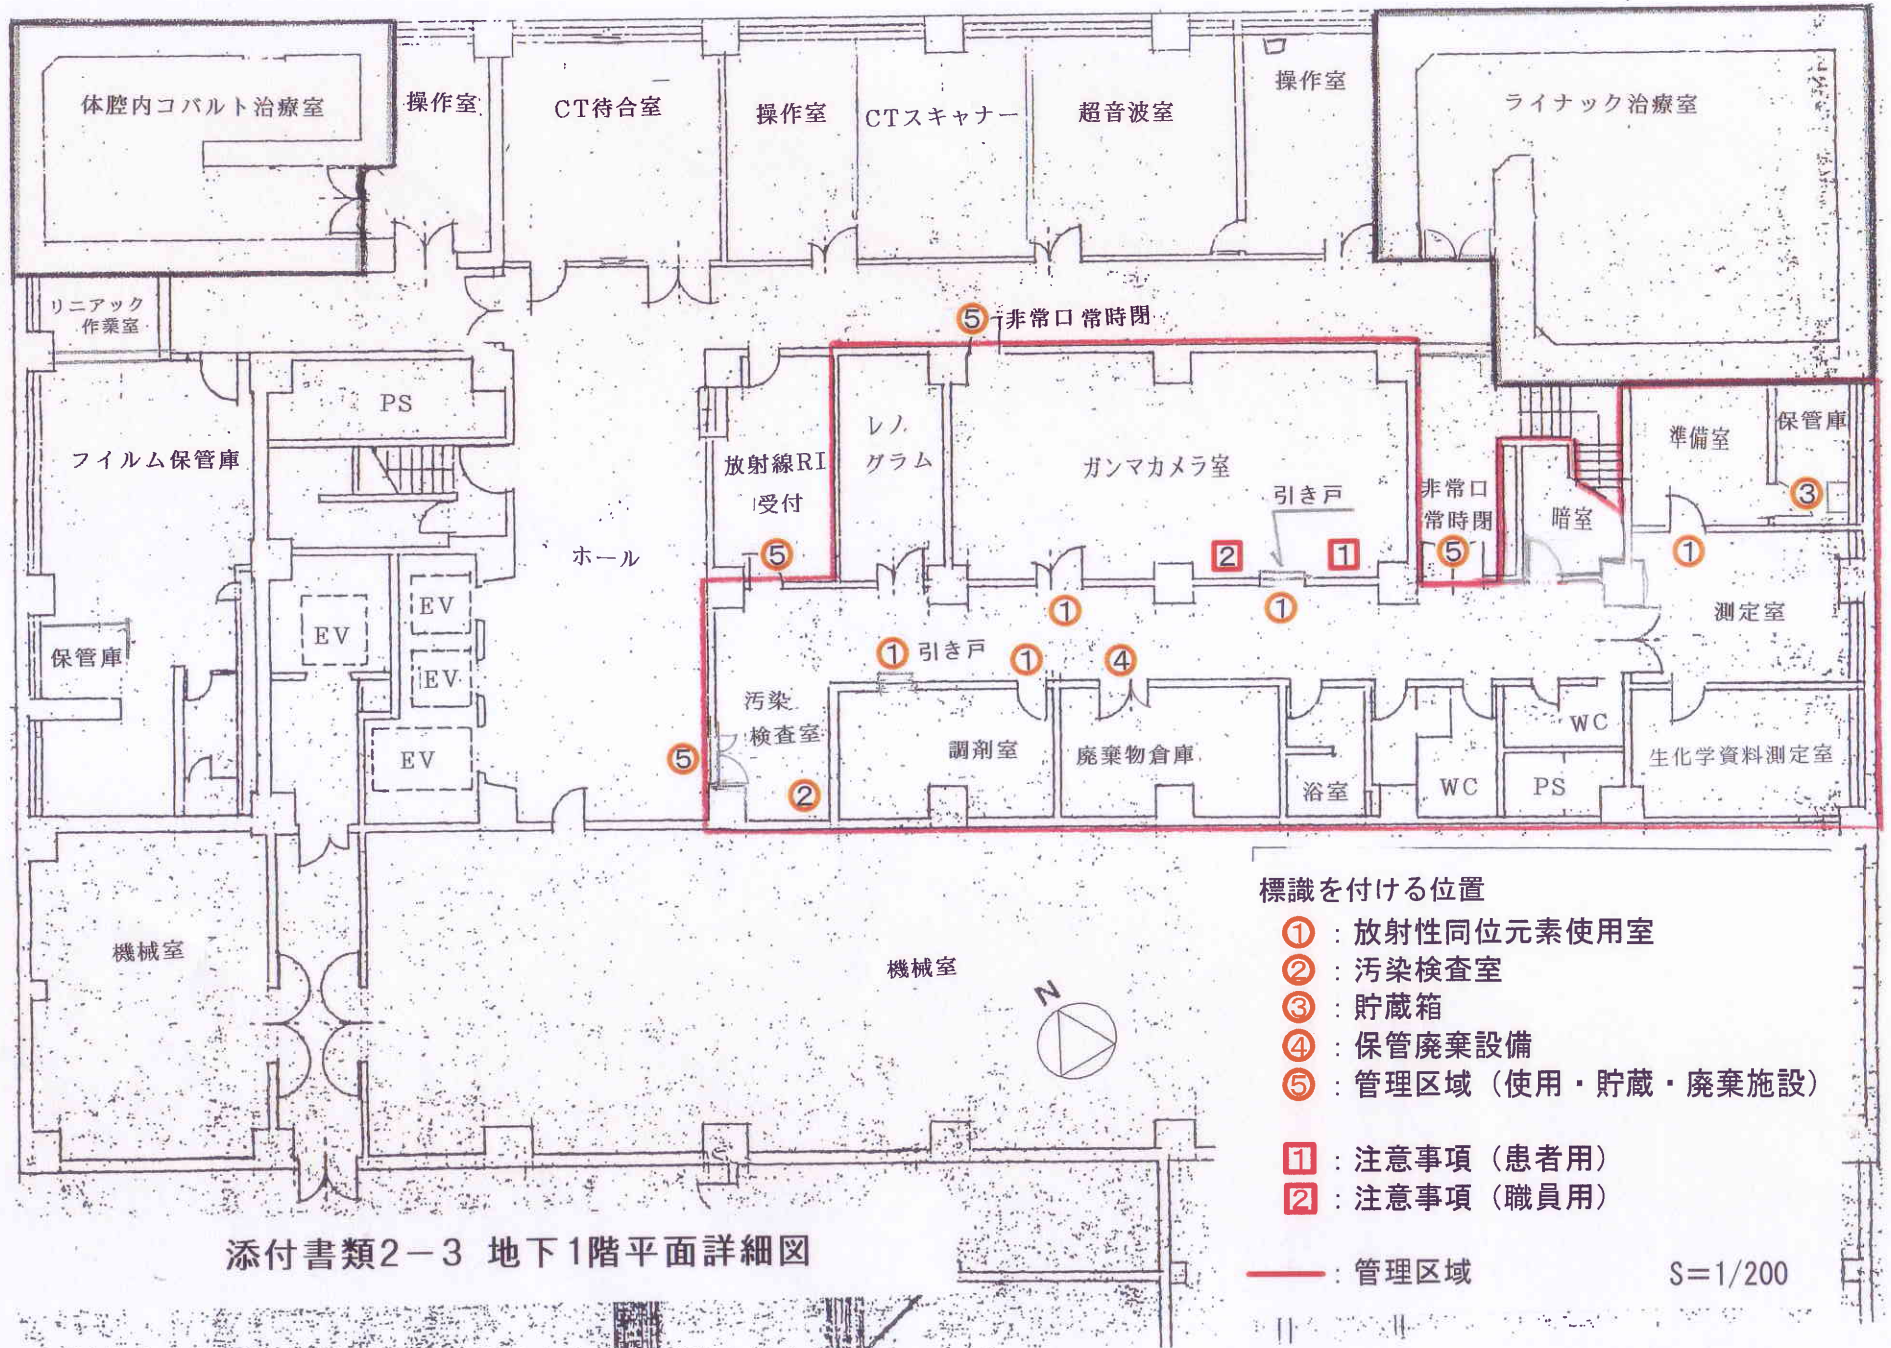 体腔内コバルト治療室
操作室
CT待合室
操作室
CTスキャナー
超音波室
操作室
ライナック治療室
リニアック
作業室
⑤
非常口常時閉
PS
フイルム保管庫
放射線RI
受付
⑤
レノ
グラム
ガンマカメラ室
引き戸
2
1
非常口
常時閉
⑤
暗室
準備室
保管庫
③
①
ホール
EV
EV
EV
EV
保管庫
①
①
測定室
①
引き戸
①
④
汚染
検査室
⑤
②
調剤室
廃棄物倉庫
浴室
WC
WC
PS
生化学資料測定室
機械室
機械室
N
標識を付ける位置
①：放射性同位元素使用室
②：汚染検査室
③：貯蔵箱
④：保管廃棄設備
⑤：管理区域（使用・貯蔵・廃棄施設）
1：注意事項（患者用）
2：注意事項（職員用）
：管理区域
S=1/200
添付書類2－3 地下1階平面詳細図